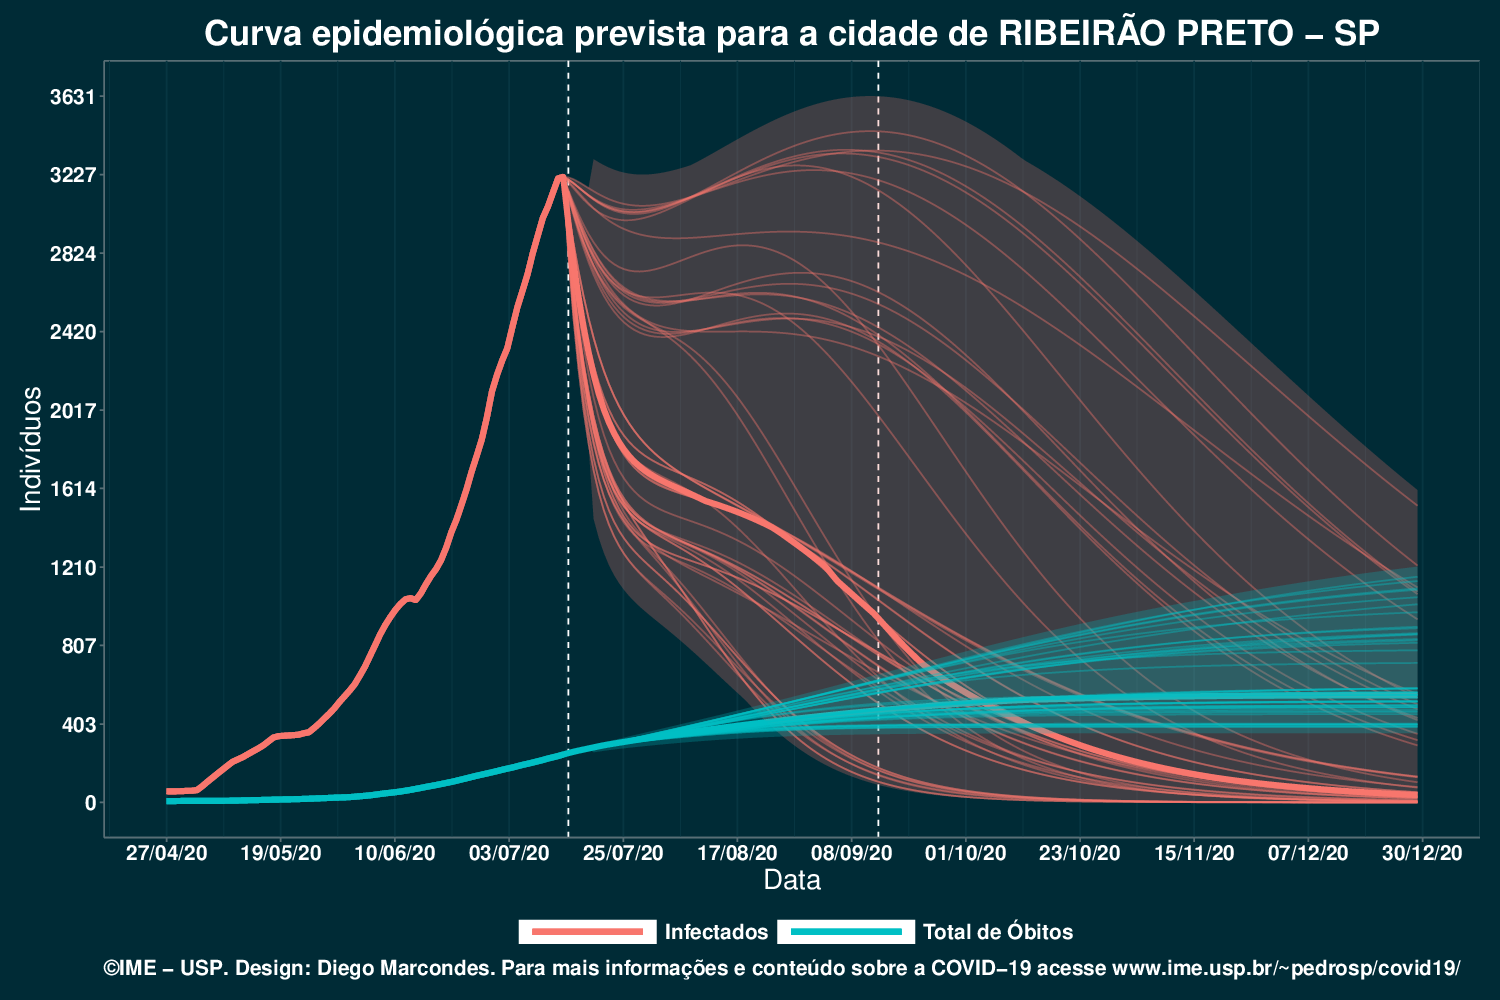 Curva epidemiológica prevista para a cidade de RIBEIRÃO PRETO – SP
Indivíduos
3631
3227
2824
2420
2017
1614
1210
807
403
0
27/04/20 19/05/20 10/06/20 03/07/20 25/07/20 17/08/20 08/09/20 01/10/20 23/10/20 15/11/20 07/12/20 30/12/20
Data
Infectados Total de Óbitos
©IME – USP. Design: Diego Marcondes. Para mais informações e conteúdo sobre a COVID–19 acesse www.ime.usp.br/~pedrosp/covid19/